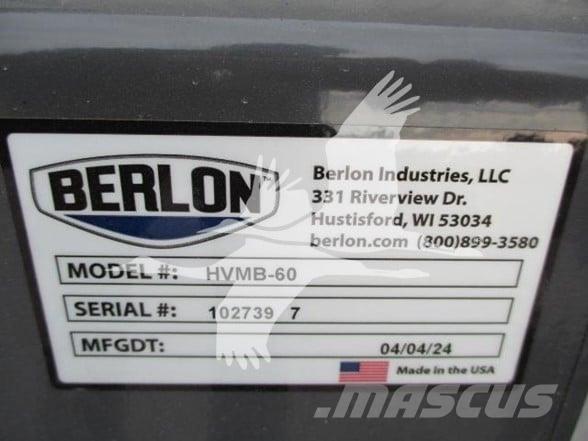 BERLON™
Berlon Industries, LLC
331 Riverview Dr.
Hustisford, WI 53034
berlon.com (800)899-3580
MODEL #: HVMB-60
SERIAL #: 102739 7
MFGDT: 04/04/24
Made in the USA
MASCUS